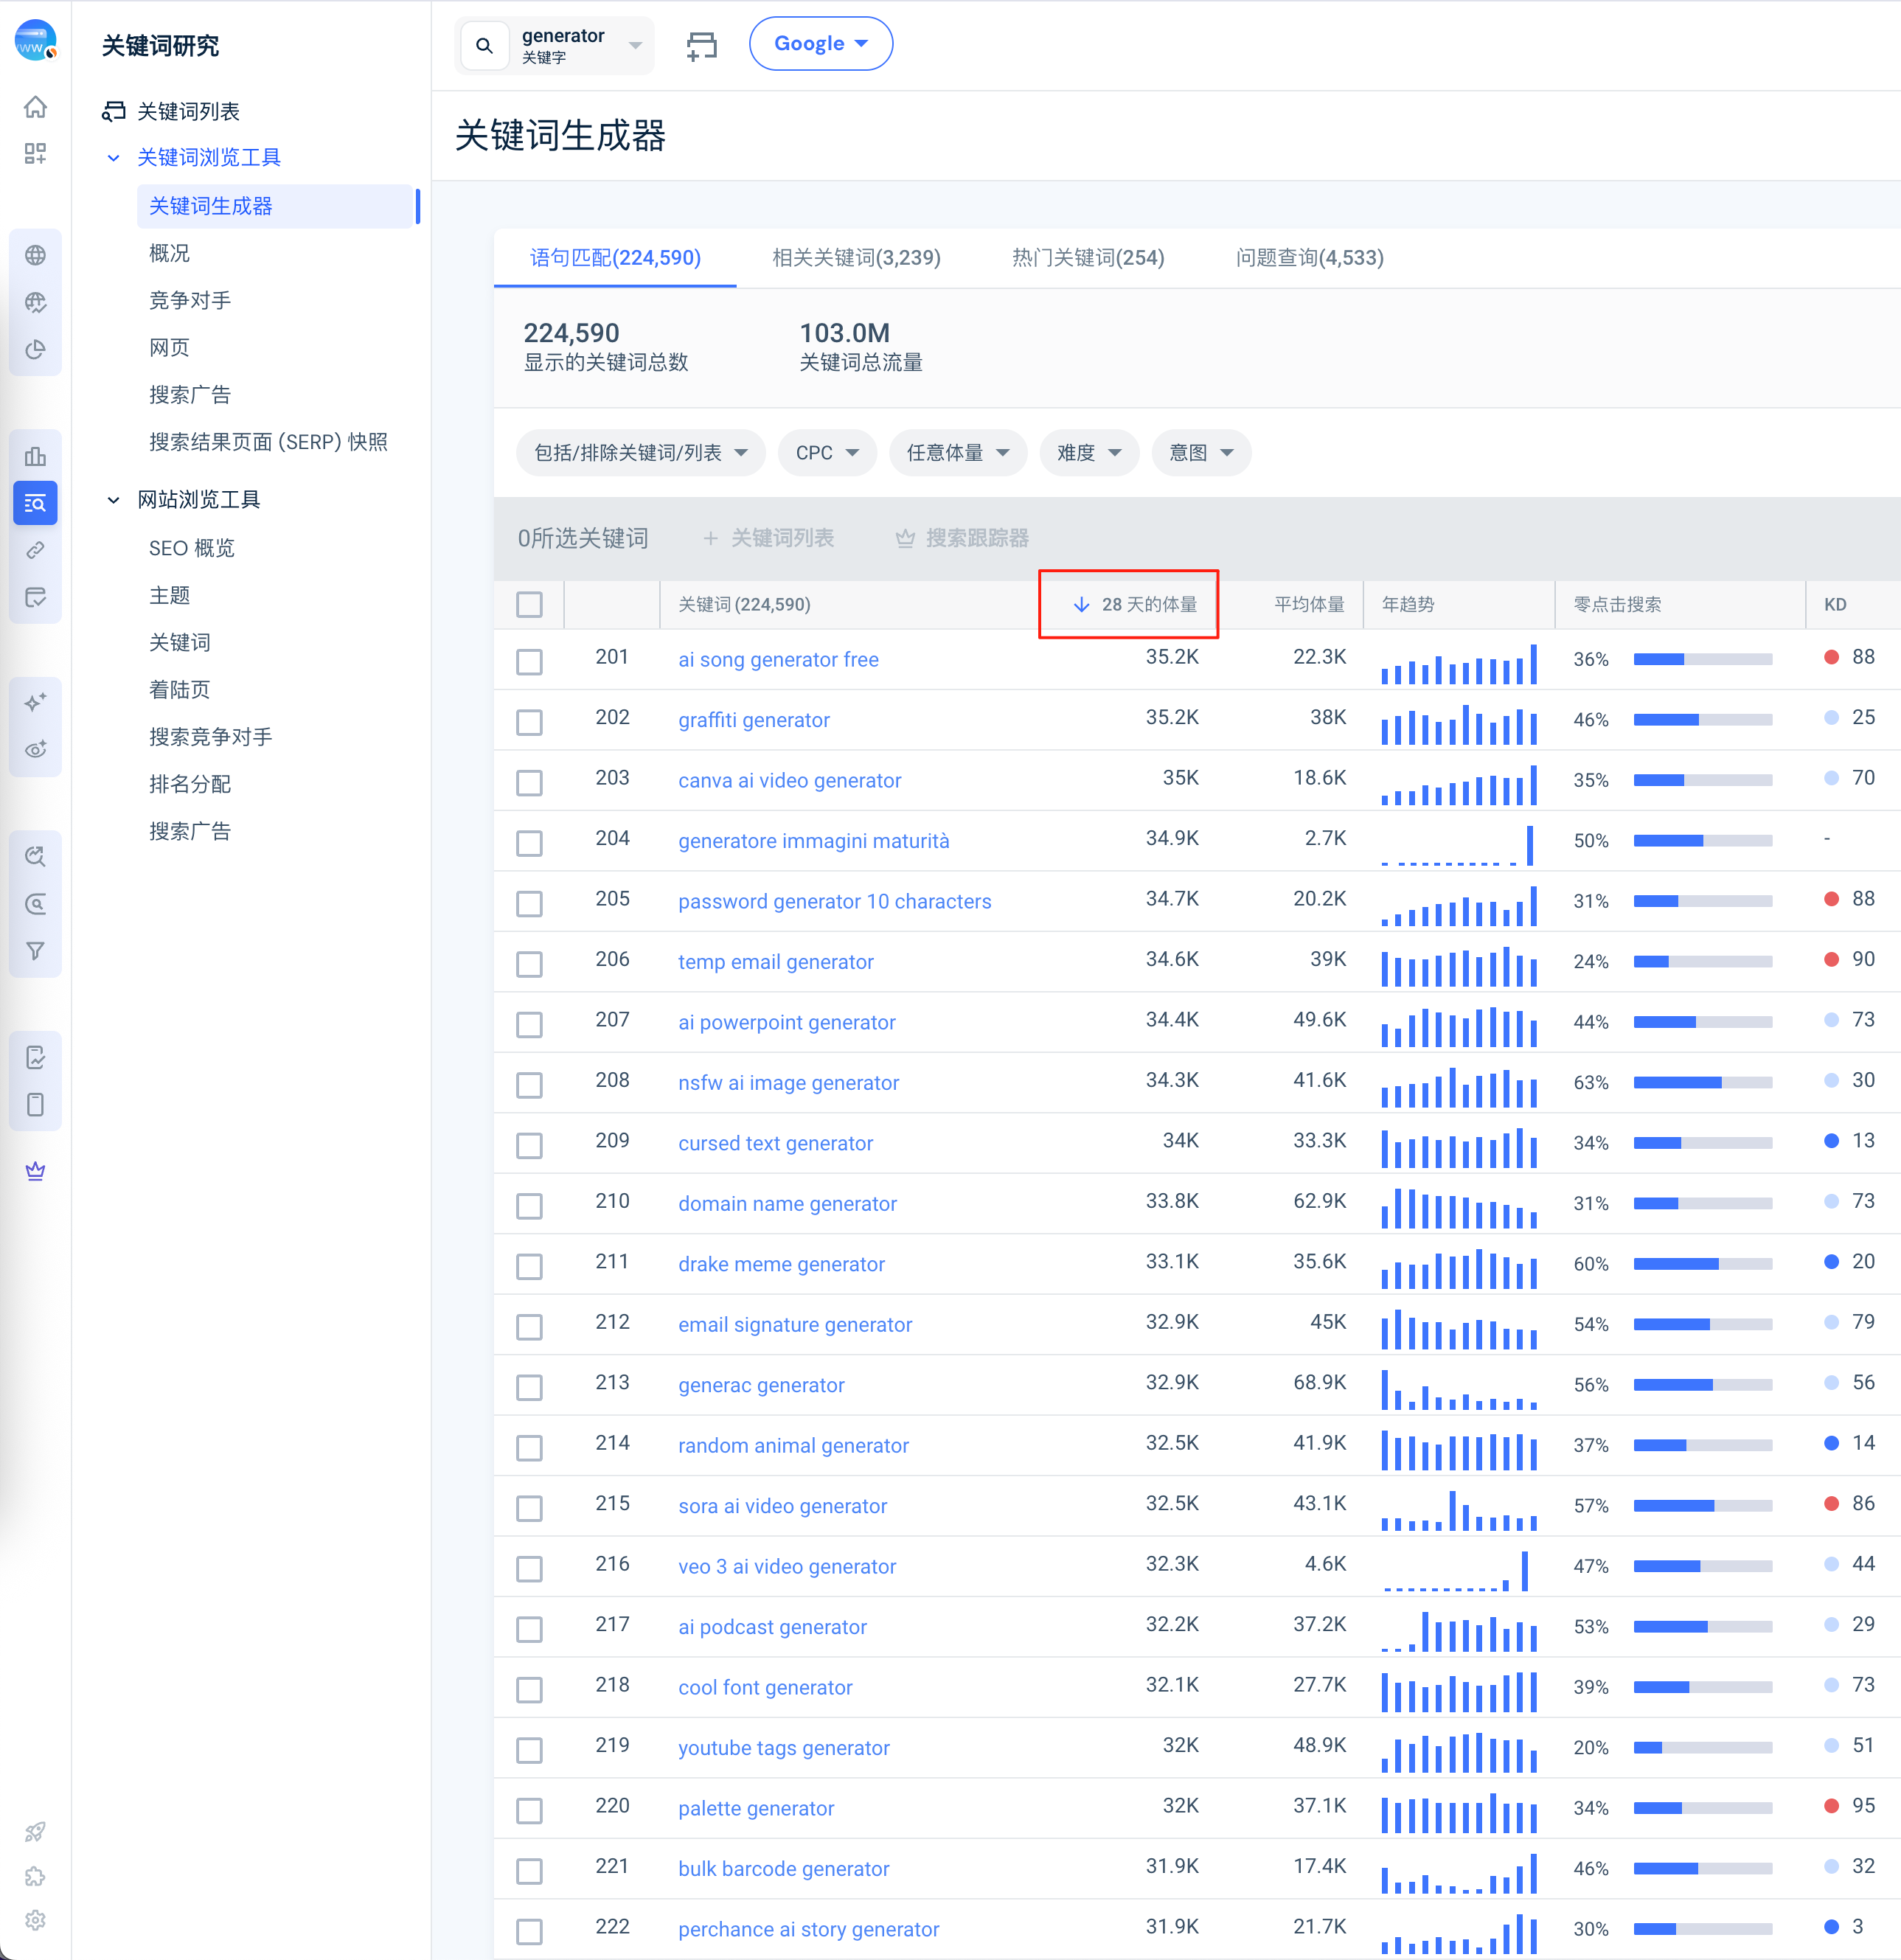 WW
关键词研究
关键词列表
关键词浏览工具
关键词生成器
概况
竞争对手
网页
搜索广告
搜索结果页面 (SERP) 快照
网站浏览工具
SEO 概览
主题
关键词
着陆页
搜索竞争对手
排名分配
搜索广告
generator
关键字
Google
关键词生成器
语句匹配(224,590) 相关关键词(3,239) 热门关键词(254) 问题查询(4,533)
224,590 103.0M
显示的关键词总数 关键词总流量
包括/排除关键词/列表 CPC 任意体量 难度 意图
0所选关键词 + 关键词列表 搜索跟踪器
关键词 (224,590) 28 天的体量 平均体量 年趋势 零点击搜索 KD
201 ai song generator free 35.2K 22.3K 36% 88
202 graffiti generator 35.2K 38K 46% 25
203 canva ai video generator 35K 18.6K 35% 70
204 generatore immagini maturità 34.9K 2.7K 50% -
205 password generator 10 characters 34.7K 20.2K 31% 88
206 temp email generator 34.6K 39K 24% 90
207 ai powerpoint generator 34.4K 49.6K 44% 73
208 nsfw ai image generator 34.3K 41.6K 63% 30
209 cursed text generator 34K 33.3K 34% 13
210 domain name generator 33.8K 62.9K 31% 73
211 drake meme generator 33.1K 35.6K 60% 20
212 email signature generator 32.9K 45K 54% 79
213 generac generator 32.9K 68.9K 56% 56
214 random animal generator 32.5K 41.9K 37% 14
215 sora ai video generator 32.5K 43.1K 57% 86
216 veo 3 ai video generator 32.3K 4.6K 47% 44
217 ai podcast generator 32.2K 37.2K 53% 29
218 cool font generator 32.1K 27.7K 39% 73
219 youtube tags generator 32K 48.9K 20% 51
220 palette generator 32K 37.1K 34% 95
221 bulk barcode generator 31.9K 17.4K 46% 32
222 perchance ai story generator 31.9K 21.7K 30% 3